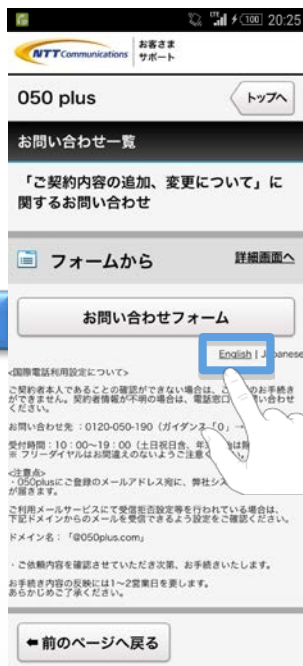 LTE 100 20:25
NTT Communications
お客さま
サポート
050 plus
トップへ
お問い合わせ一覧
「ご契約内容の追加、変更について」に
関するお問い合わせ
フォームから
詳細画面へ
お問い合わせフォーム
English | Japanese
<国際電話利用設定について>
ご契約者本人であることの確認ができない場合は、 のお手続き
ができません。契約者情報が不明の場合は、電話窓口 い合わせ
ください。
お問い合わせ先 : 0120-050-190 (ガイダンス「0」→
受付時間 : 10 : 00~19 : 00 (土日祝日含、年
※ フリーダイヤルはお間違えのないようご注意く
<注意点>
・050plusにご登録のメールアドレス宛に、弊社シス
が届きます。
ご利用メールサービスにて受信拒否設定等を行われている場合は、
下記ドメインからのメールを受信できるよう設定をご確認ください。
ドメイン名 : 「@050plus.com」
・ご依頼内容を確認させていただき次第、お手続きいたします。
お手続き内容の反映には1~2営業日を要します。
あらかじめご了承ください。
前のページへ戻る